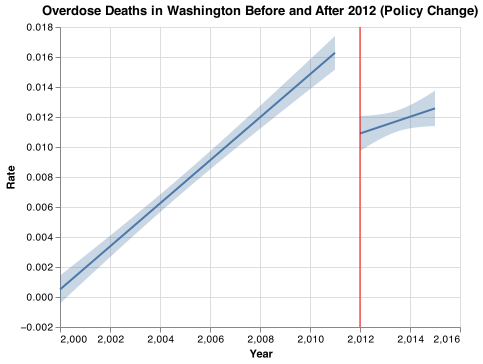 Overdose Deaths in Washington Before and After 2012 (Policy Change)
0.018
0.016
0.014
0.012
0.010
0.008
0.006
0.004
0.002
0.000
−0.002
Rate
2,000 2,002 2,004 2,006 2,008 2,010 2,012 2,014 2,016
Year